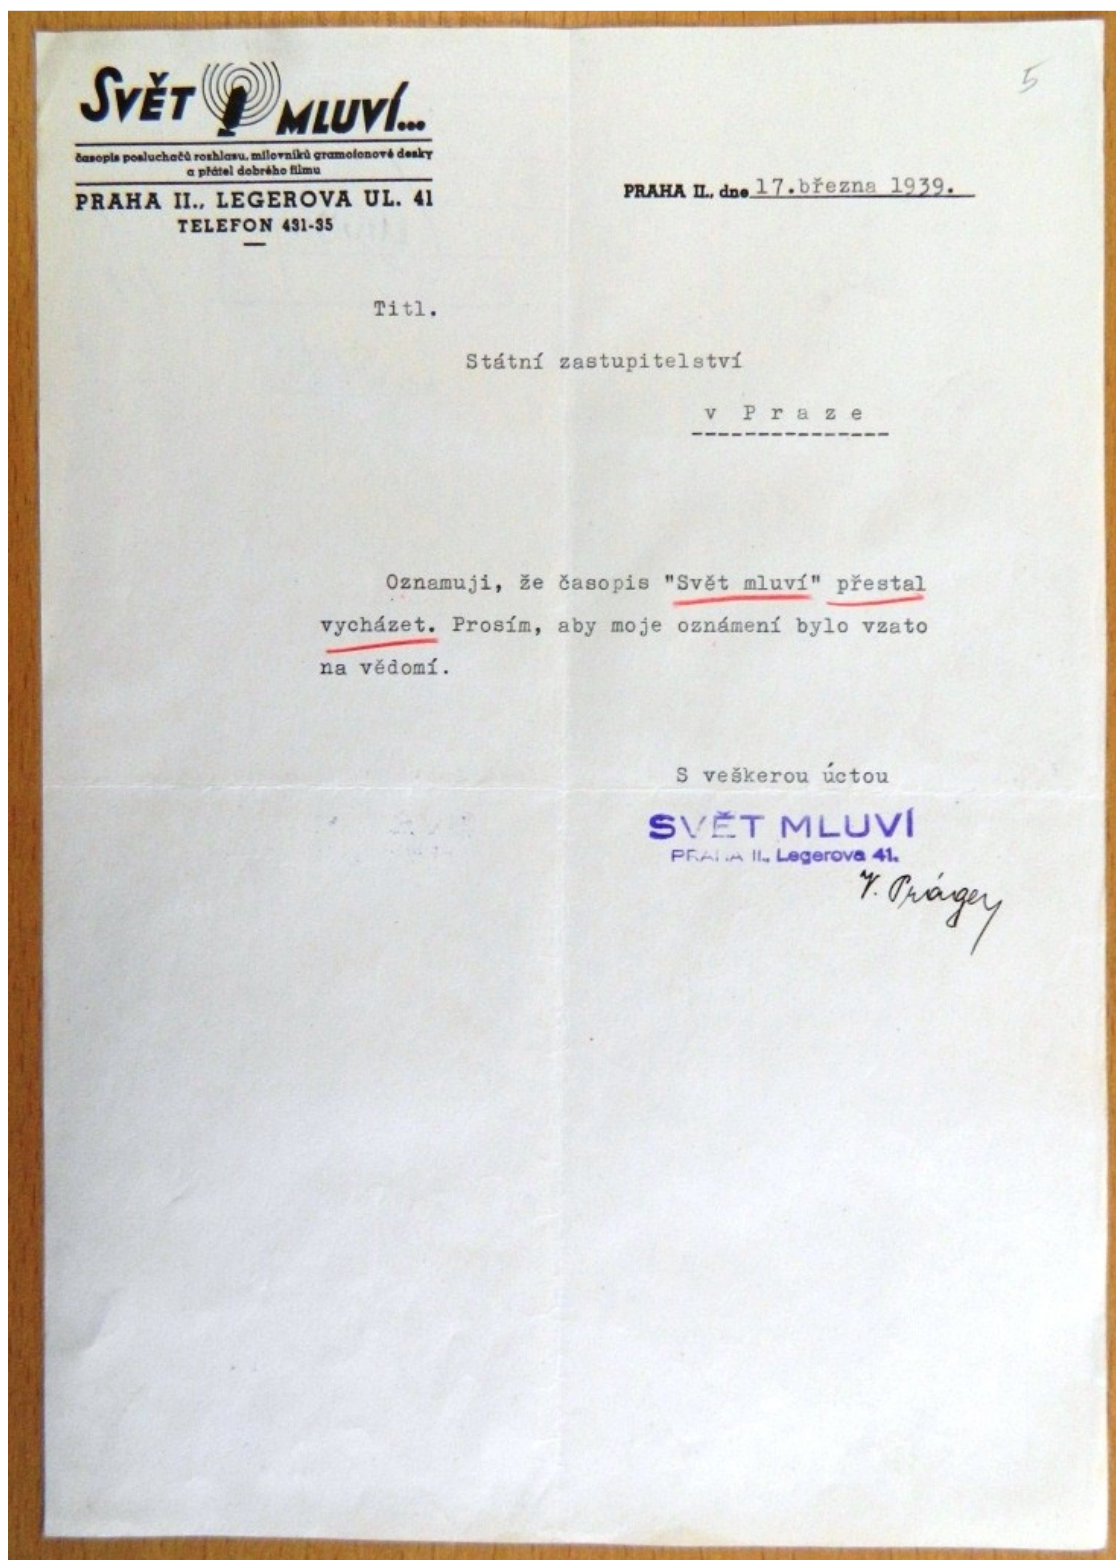 5
SVĚT MLUVÍ...
časopis posluchačů rozhlasu, milovníků gramofonové desky
a přátel dobrého filmu
PRAHA II., LEGEROVA UL. 41
TELEFON 431-35
PRAHA II., dne 17. března 1939.
Titl.
Státní zastupitelství
v Praze
Oznamuji, že časopis "Svět mluví" přestal
vycházet. Prosím, aby moje oznámení bylo vzato
na vědomí.
S veškerou úctou
SVĚT MLUVÍ
PRAHA II., Legerova 41.
V. Práger